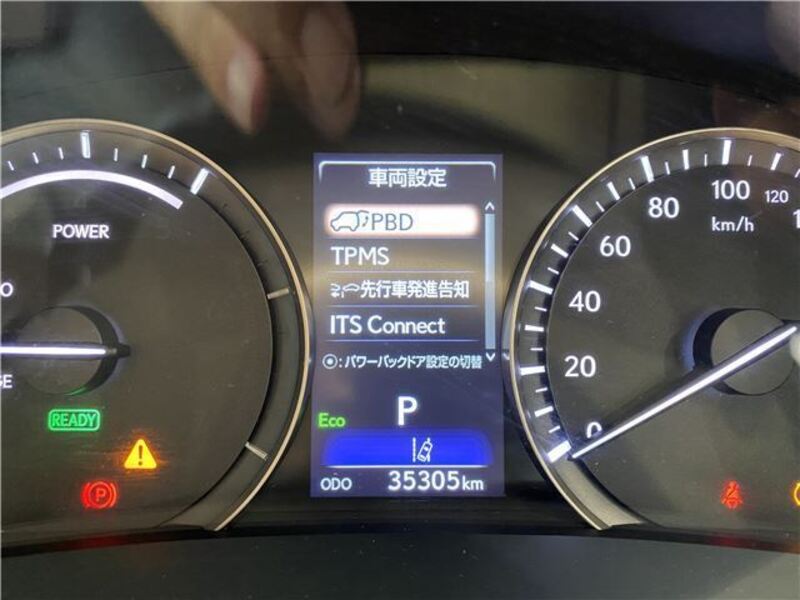 車両設定
PBD
TPMS
先行車発進告知
ITS Connect
:パワーバックドア設定の切替
P
Eco
ODO 35305 km
POWER
READY
P
0
20
40
60
80
100
120
km/h